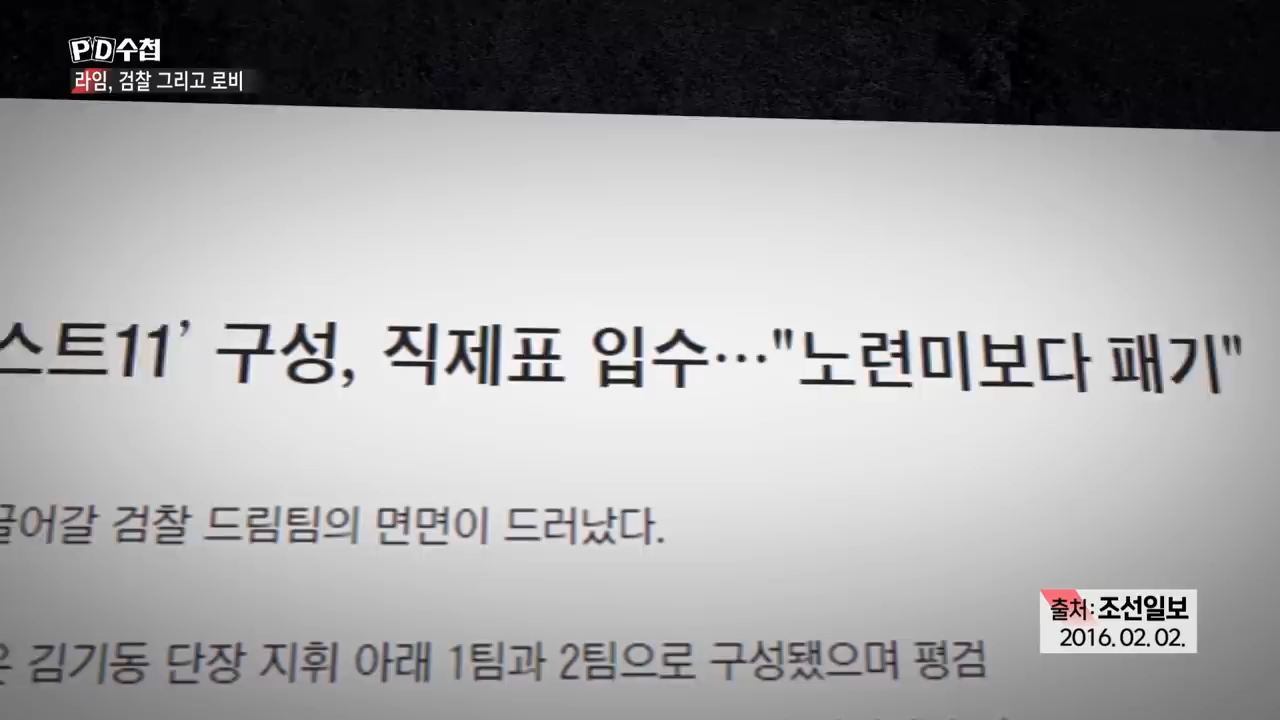 PD수첩
라임, 검찰 그리고 로비
스트11’ 구성, 직제표 입수…"노련미보다 패기"
끌어갈 검찰 드림팀의 면면이 드러났다.
은 김기동 단장 지휘 아래 1팀과 2팀으로 구성됐으며 평검
출처: 조선일보
2016. 02. 02.